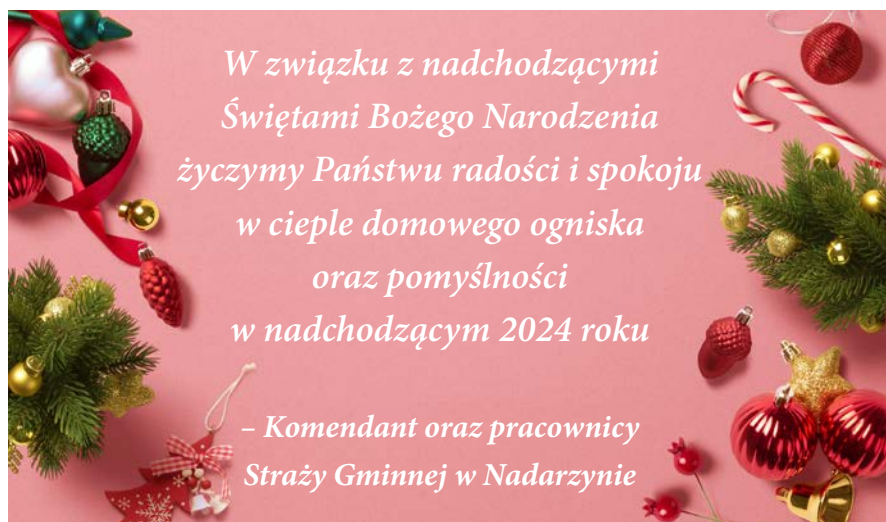 W związku z nadchodzącymi
Świętami Bożego Narodzenia
życzymy Państwu radości i spokoju
w cieple domowego ogniska
oraz pomyślności
w nadchodzącym 2024 roku
– Komendant oraz pracownicy
Straży Gminnej w Nadarzynie